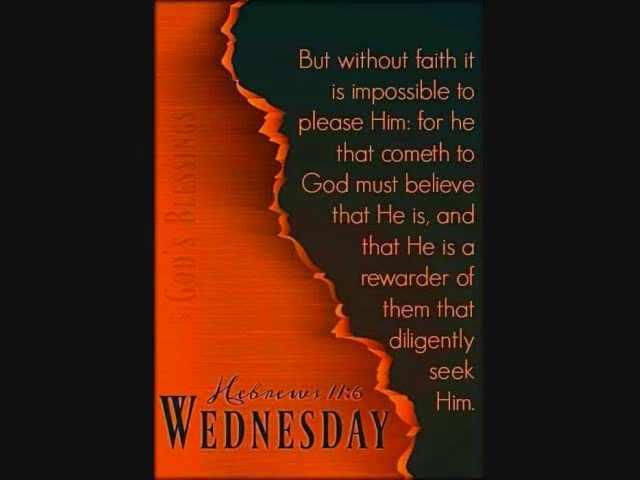 But without faith it
is impossible to
please Him: for he
that cometh to
God must believe
that He is, and
that He is a
rewarder of
them that
diligently
seek
Him.
God's Blessings
Hebrews 11:6
WEDNESDAY